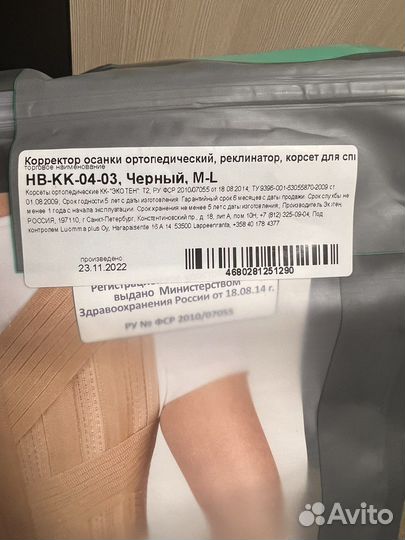 Корректор осанки ортопедический, реклинатор, корсет для спи
торговое наименование
HB-KK-04-03, Черный, M-L
Корсеты ортопедические КК-"ЭКОТЕН": Т2, РУ ФСР 2010/07055 от 18.08.2014, ТУ 9396-001-63055870-2009 от
01.08.2009. Срок годности 5 лет с даты изготовления. Гарантийный срок 6 месяцев с даты продажи. Срок службы не
менее 1 года с начала эксплуатации. Срок хранения не менее 5 лет с даты изготовления. Производитель Экотен,
РОССИЯ, 197110, г.Санкт-Петербург, Константиновский пр., д. 18, лит А, пом 10Н, +7 (812) 325-09-04; Под
контролем Luomma plus Oy, Harapaisentie 16 A 14. 53500 Lappeenranta, +358 40 178 4377
произведено
23.11.2022
4680281251290
Регистрацио
выдано Министерством
Здравоохранения России от 18.08.14 г.
РУ № ФСР 2010/07055
Avito